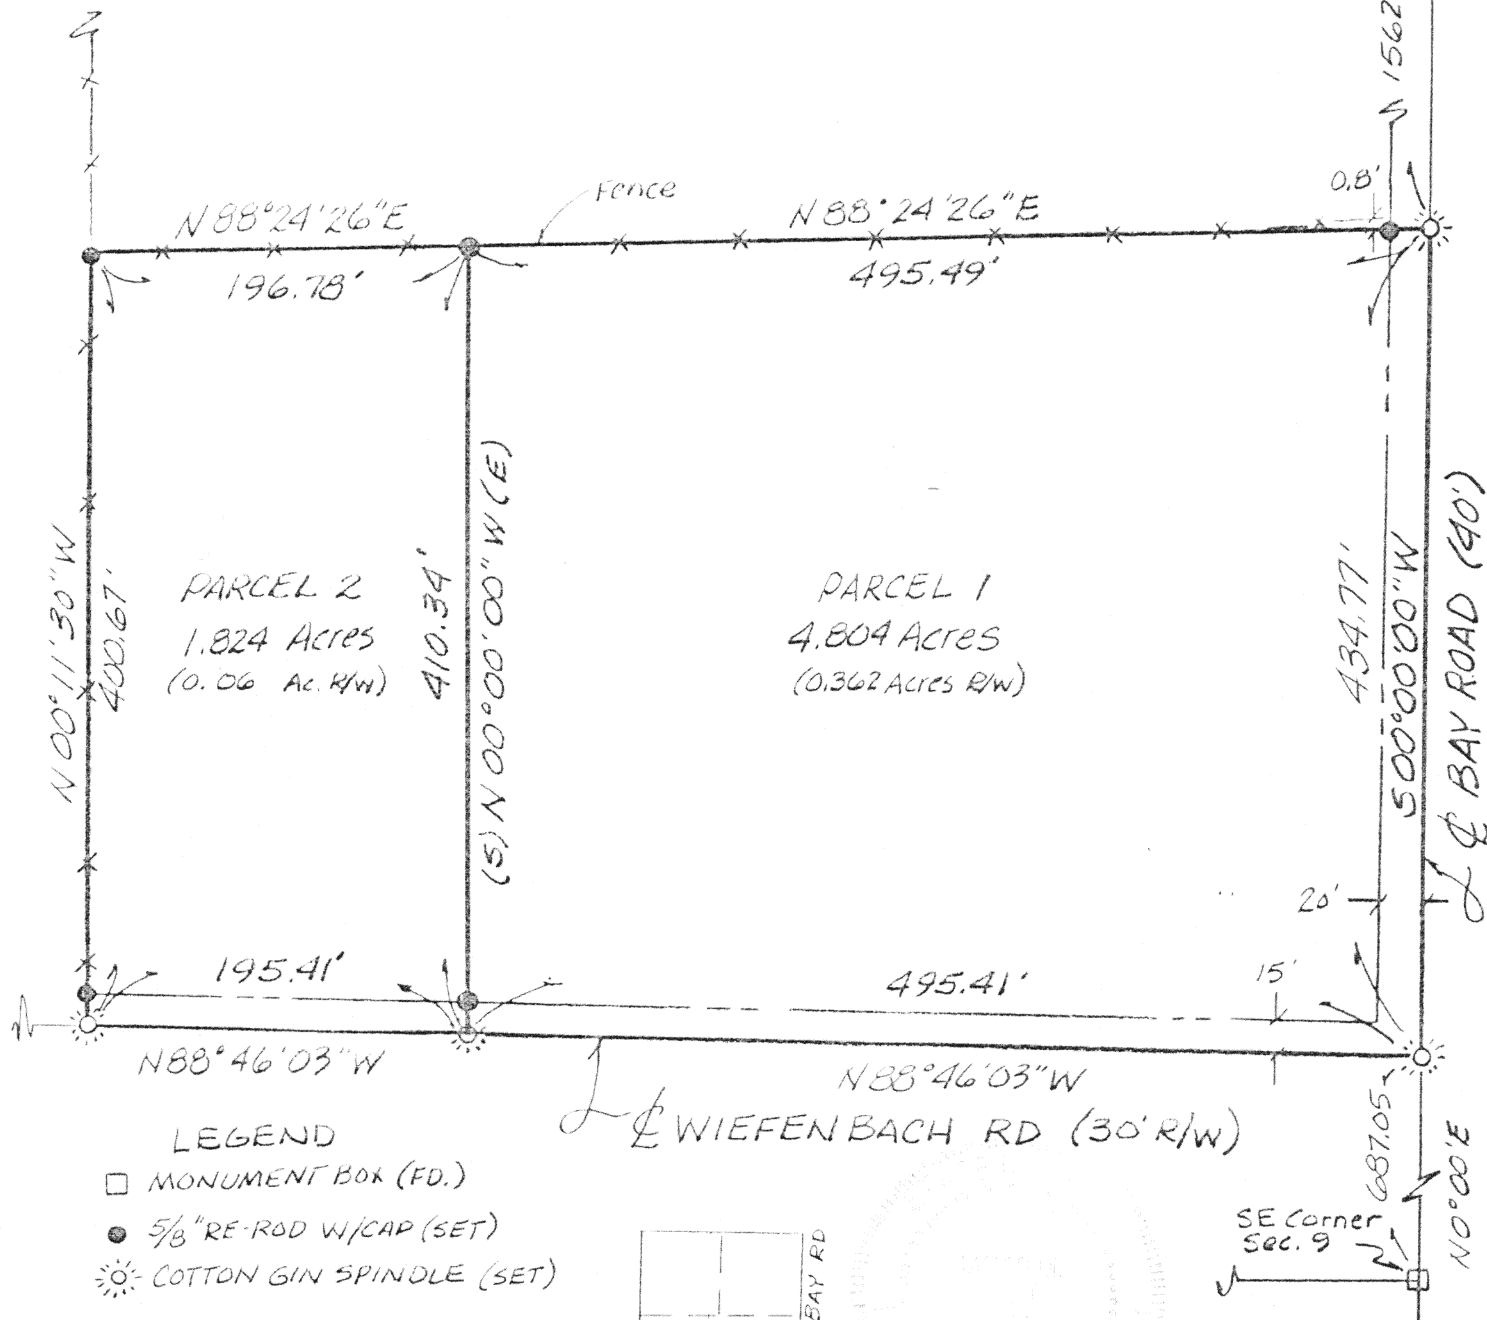 1562
0.8'
Fence
N 88°24'26"E
N 88°24'26"E
196.78'
495.49'
N 00°11'30" W
400.67'
PARCEL 2
1.824 Acres
(0.06 Ac. R/W)
410.34'
(S) N 00°00'00" W (E)
PARCEL 1
4.804 Acres
(0.362 Acres R/W)
434.77'
S 00°00'00" W
℄ BAY ROAD (40')
20'
15'
195.41'
495.41'
N 88°46'03" W
N 88°46'03" W
℄ WIEFENBACH RD (30' R/W)
687.05
N0°00'E
SE Corner
Sec. 9
LEGEND
MONUMENT BOX (FD.)
5/8" RE-ROD W/CAP (SET)
COTTON GIN SPINDLE (SET)
BAY RD